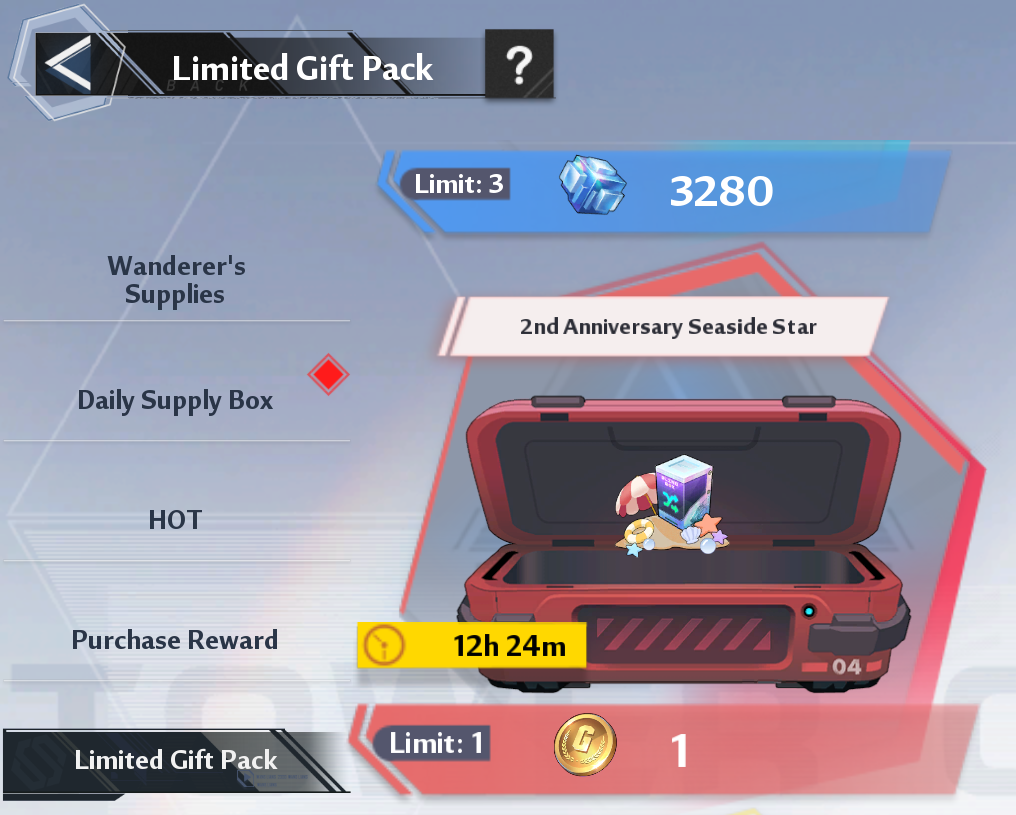 Limited Gift Pack
?
BACK
Limit: 3
3280
Wanderer's
Supplies
2nd Anniversary Seaside Star
Daily Supply Box
HOT
Purchase Reward
12h 24m
04
Limited Gift Pack
Limit: 1
G
1